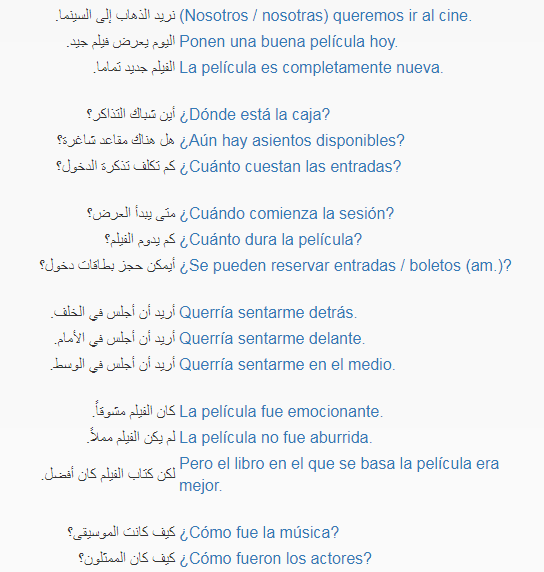 نريد الذهاب إلى السينما. (Nosotros / nosotras) queremos ir al cine.
اليوم يعرض فيلم جيد. Ponen una buena película hoy.
الفيلم جديد تماما. La película es completamente nueva.
أين شباك التذاكر؟ ¿Dónde está la caja?
هل هناك مقاعد شاغرة؟ ¿Aún hay asientos disponibles?
كم تكلف تذكرة الدخول؟ ¿Cuánto cuestan las entradas?
متى يبدأ العرض؟ ¿Cuándo comienza la sesión?
كم يدوم الفيلم؟ ¿Cuánto dura la película?
أيمكن حجز بطاقات دخول؟ ¿Se pueden reservar entradas / boletos (am.)?
أريد أن أجلس في الخلف. Querría sentarme detrás.
أريد أن أجلس في الأمام. Querría sentarme delante.
أريد أن أجلس في الوسط. Querría sentarme en el medio.
كان الفيلم مشوقاً. La película fue emocionante.
لم يكن الفيلم مملاً. La película no fue aburrida.
لكن كتاب الفيلم كان أفضل. Pero el libro en el que se basa la película era
mejor.
كيف كانت الموسيقى؟ ¿Cómo fue la música?
كيف كان الممثلون؟ ¿Cómo fueron los actores?